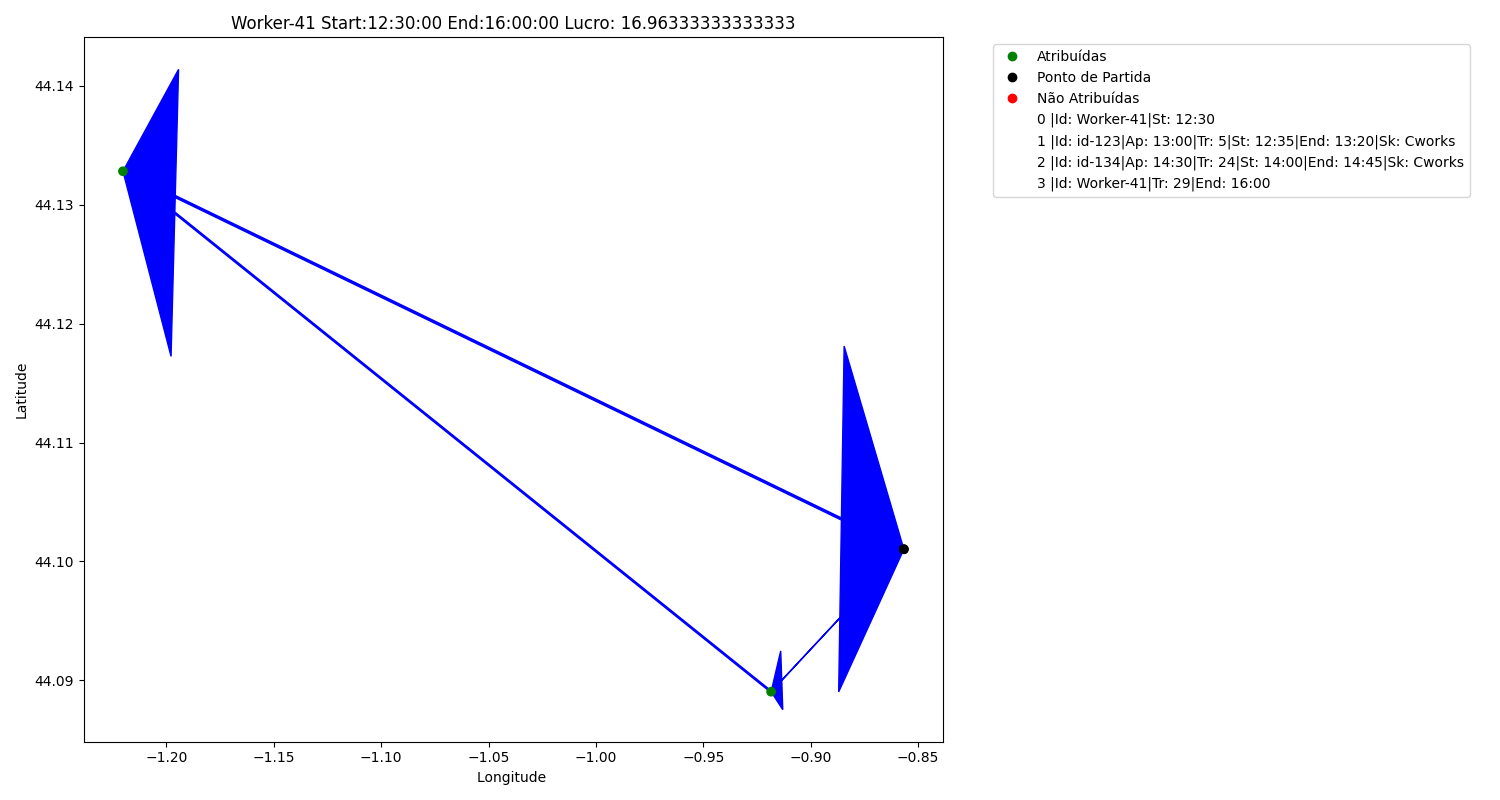 Worker-41 Start:12:30:00 End:16:00:00 Lucro: 16.96333333333333
44.14
44.13
44.12
44.11
44.10
44.09
Latitude
−1.20
−1.15
−1.10
−1.05
−1.00
−0.95
−0.90
−0.85
Longitude
Atribuídas
Ponto de Partida
Não Atribuídas
0 |Id: Worker-41|St: 12:30
1 |Id: id-123|Ap: 13:00|Tr: 5|St: 12:35|End: 13:20|Sk: Cworks
2 |Id: id-134|Ap: 14:30|Tr: 24|St: 14:00|End: 14:45|Sk: Cworks
3 |Id: Worker-41|Tr: 29|End: 16:00